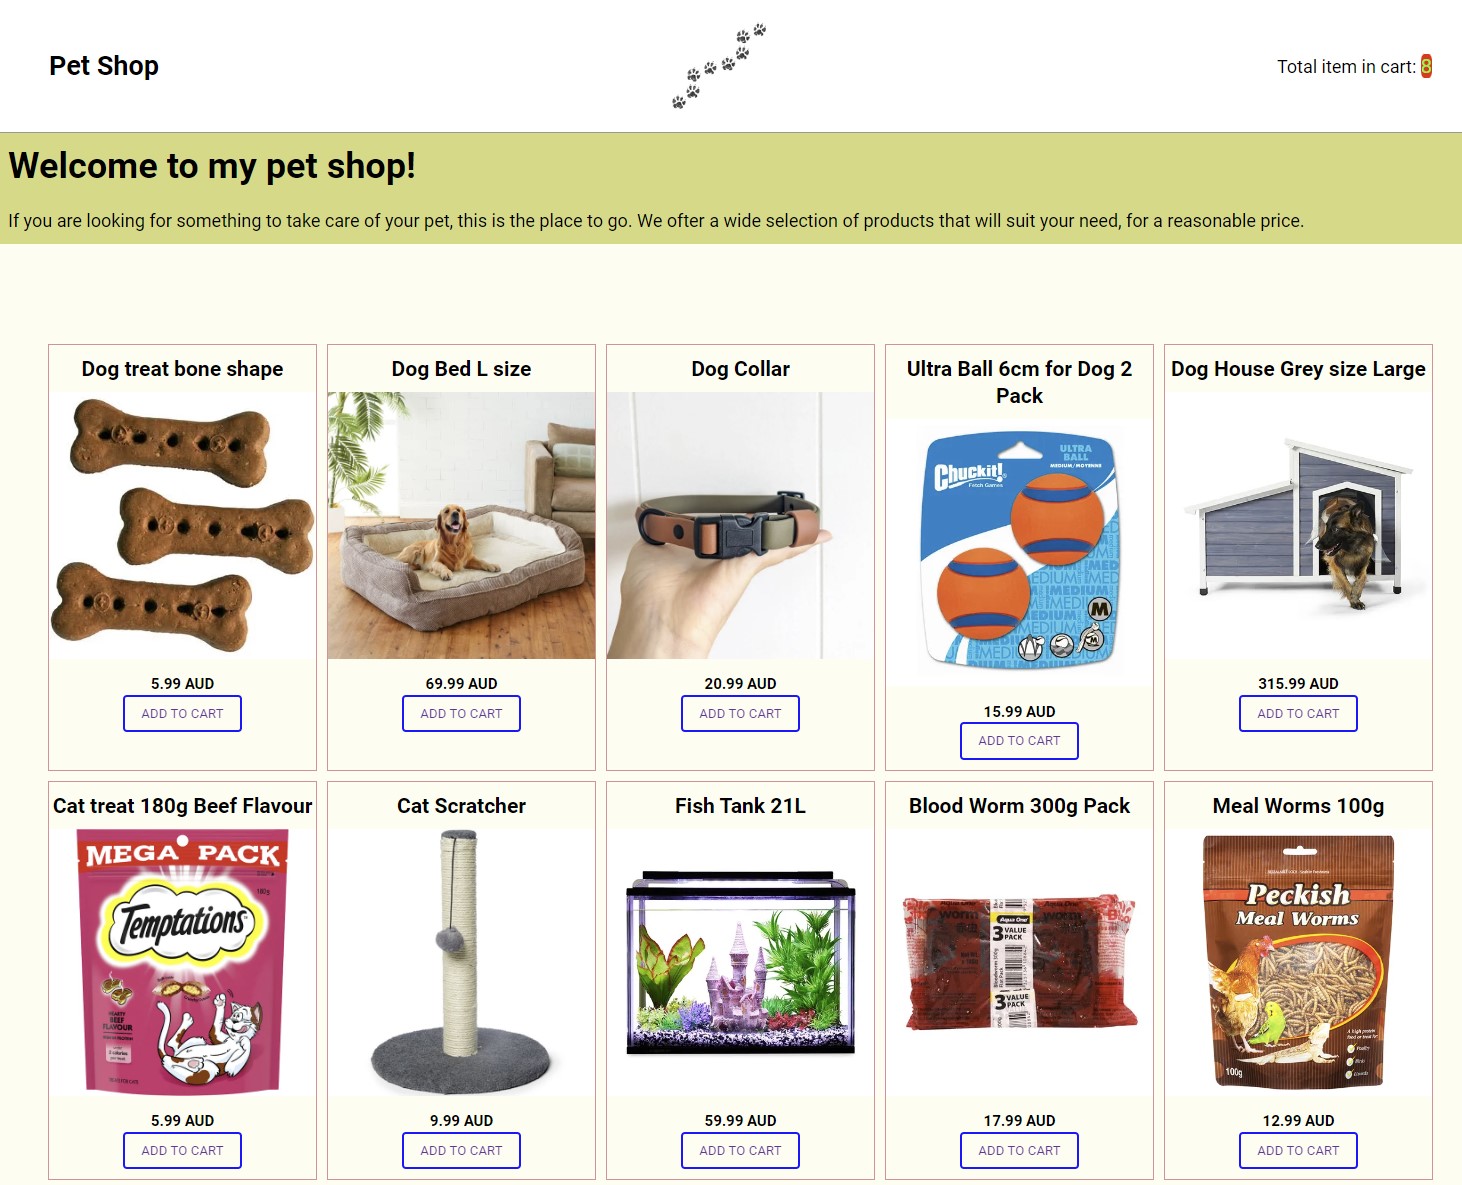 Pet Shop
Total item in cart: 8
Welcome to my pet shop!
If you are looking for something to take care of your pet, this is the place to go. We ofter a wide selection of products that will suit your need, for a reasonable price.
Dog treat bone shape
5.99 AUD
ADD TO CART
Dog Bed L size
69.99 AUD
ADD TO CART
Dog Collar
20.99 AUD
ADD TO CART
Ultra Ball 6cm for Dog 2
Pack
ULTRA
BALL
MEDIUM/MOYENNE
Chuckit!
Fetch Games
M
15.99 AUD
ADD TO CART
Dog House Grey size Large
315.99 AUD
ADD TO CART
Cat treat 180g Beef Flavour
MEGA PACK
180g
Temptations
HEARTY
BEEF
FLAVOUR
5.99 AUD
ADD TO CART
Cat Scratcher
9.99 AUD
ADD TO CART
Fish Tank 21L
59.99 AUD
ADD TO CART
Blood Worm 300g Pack
Aqua One
3 VALUE
PACK
3 VALUE
PACK
17.99 AUD
ADD TO CART
Meal Worms 100g
Peckish
Meal Worms
100g
12.99 AUD
ADD TO CART